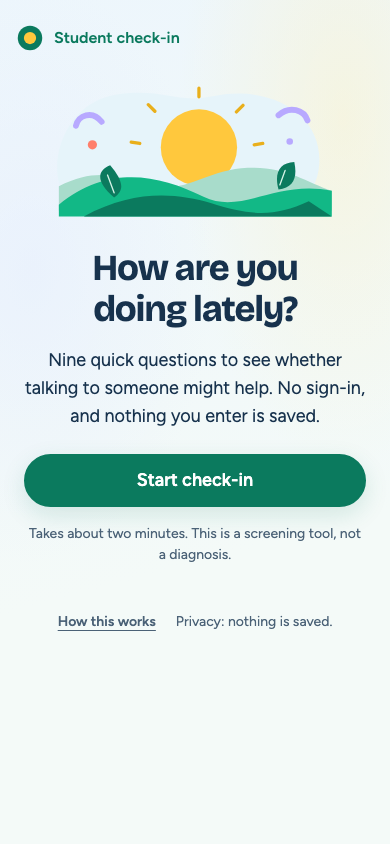 Student check-in
How are you
doing lately?
Nine quick questions to see whether
talking to someone might help. No sign-in,
and nothing you enter is saved.
Start check-in
Takes about two minutes. This is a screening tool, not
a diagnosis.
How this works Privacy: nothing is saved.